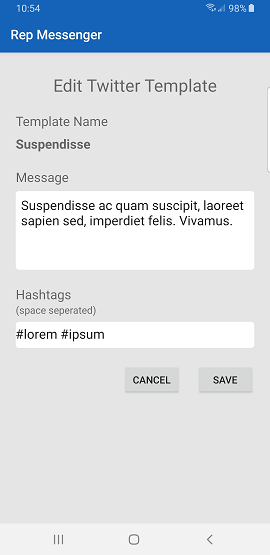 10:54
98%
Rep Messenger
Edit Twitter Template
Template Name
Suspendisse
Message
Suspendisse ac quam suscipit, laoreet
sapien sed, imperdiet felis. Vivamus.
Hashtags
(space seperated)
#lorem #ipsum
CANCEL
SAVE